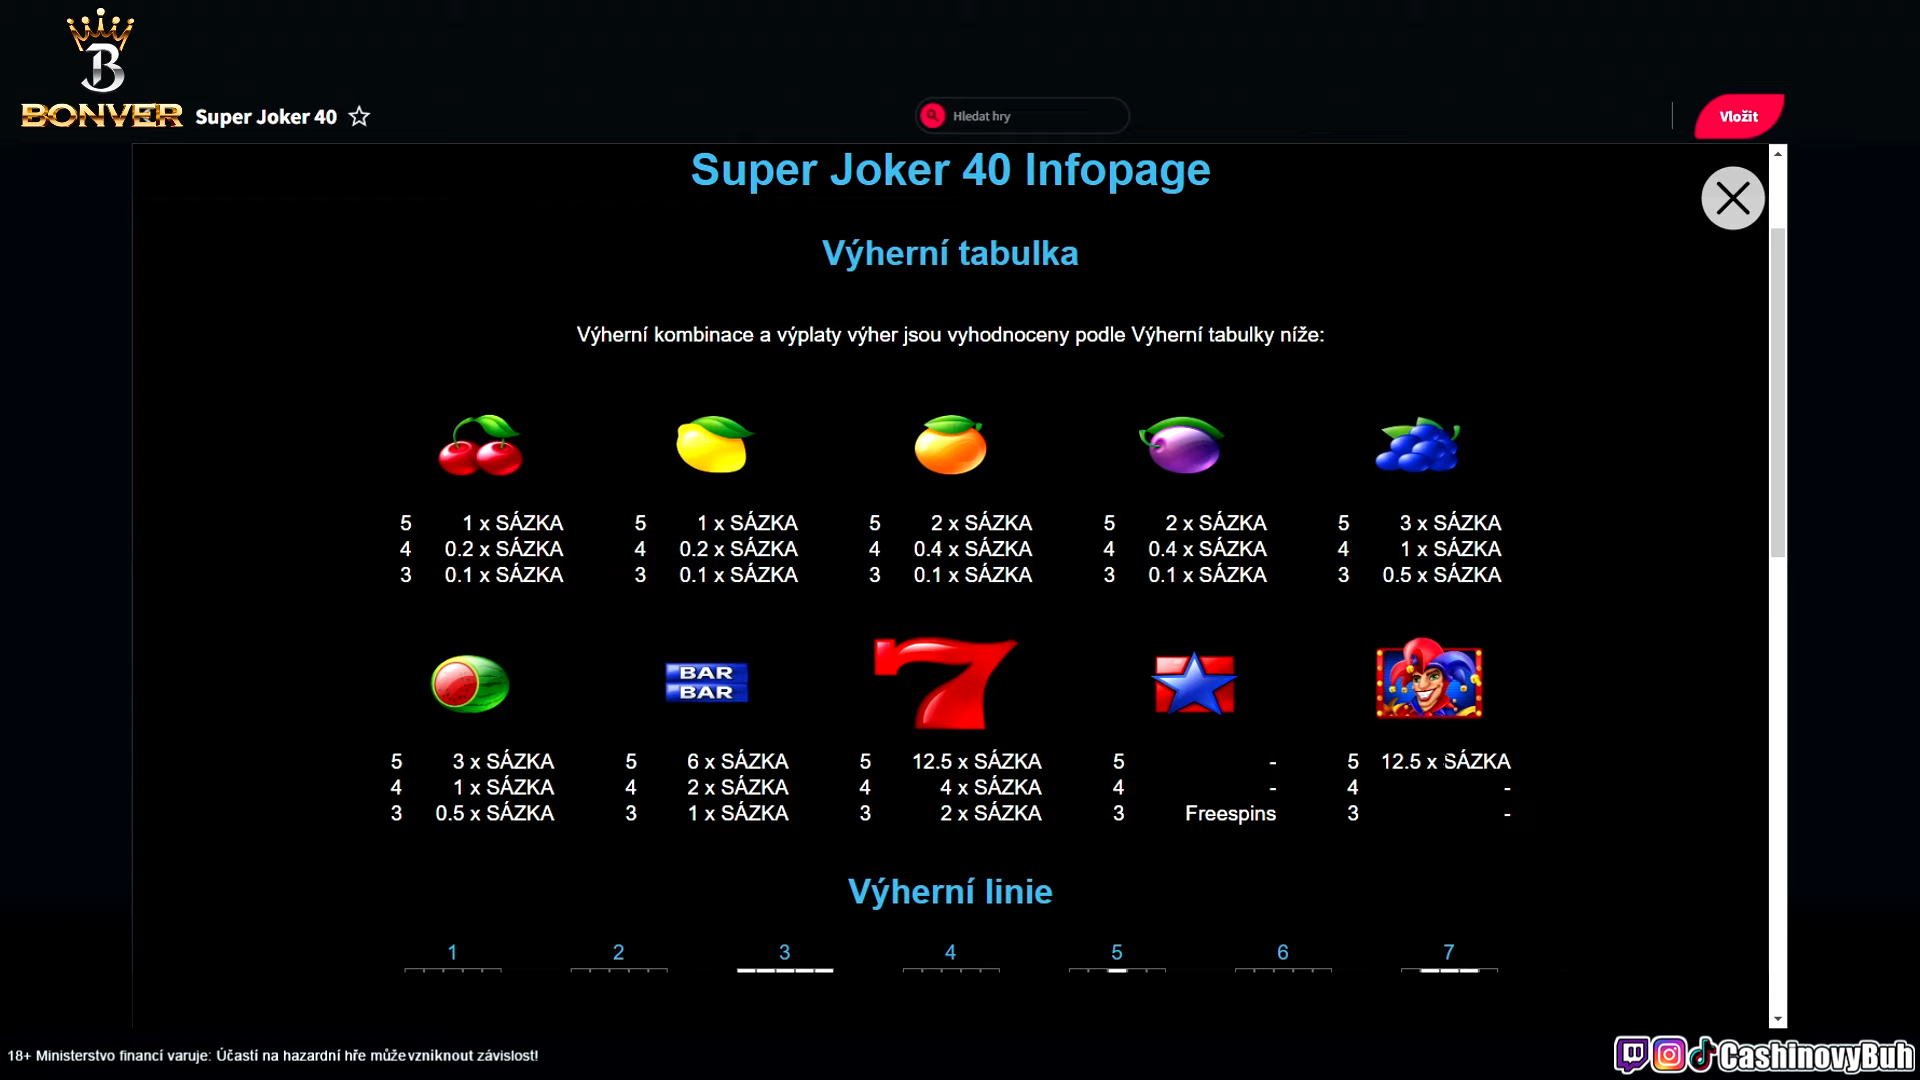 B
BONVER
Super Joker 40
Hledat hry
Vložit
Super Joker 40 Infopage
Výherní tabulka
Výherní kombinace a výplaty výher jsou vyhodnoceny podle Výherní tabulky níže:
5 1 x SÁZKA 5 1 x SÁZKA 5 2 x SÁZKA 5 2 x SÁZKA 5 3 x SÁZKA
4 0.2 x SÁZKA 4 0.2 x SÁZKA 4 0.4 x SÁZKA 4 0.4 x SÁZKA 4 1 x SÁZKA
3 0.1 x SÁZKA 3 0.1 x SÁZKA 3 0.1 x SÁZKA 3 0.1 x SÁZKA 3 0.5 x SÁZKA
BAR
BAR
7
5 3 x SÁZKA 5 6 x SÁZKA 5 12.5 x SÁZKA 5 - 5 12.5 x SÁZKA
4 1 x SÁZKA 4 2 x SÁZKA 4 4 x SÁZKA 4 - 4 -
3 0.5 x SÁZKA 3 1 x SÁZKA 3 2 x SÁZKA 3 Freespins 3 -
Výherní linie
1 2 3 4 5 6 7
18+ Ministerstvo financí varuje: Účastí na hazardní hře může vzniknout závislost!
CashinovyBuh